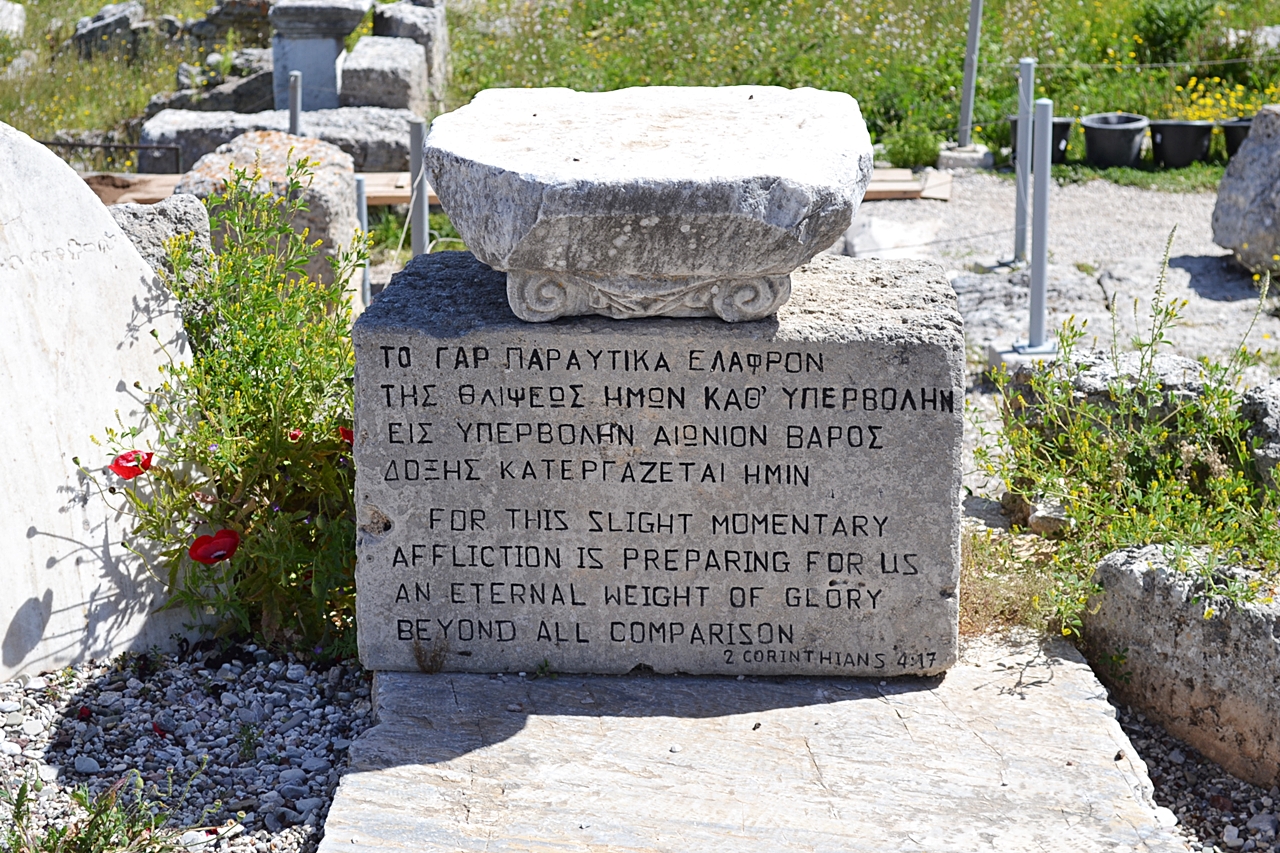 ΤΟ ΓΑΡ ΠΑΡΑΥΤΙΚΑ ΕΛΑΦΡΟΝ
ΤΗΣ ΘΛΙΨΕΩΣ ΗΜΩΝ ΚΑΘ' ΥΠΕΡΒΟΛΗΝ
ΕΙΣ ΥΠΕΡΒΟΛΗΝ ΑΙΩΝΙΟΝ ΒΑΡΟΣ
ΔΟΞΗΣ ΚΑΤΕΡΓΑΖΕΤΑΙ ΗΜΙΝ
FOR THIS SLIGHT MOMENTARY
AFFLICTION IS PREPARING FOR US
AN ETERNAL WEIGHT OF GLORY
BEYOND ALL COMPARISON
2 CORINTHIANS 4:17